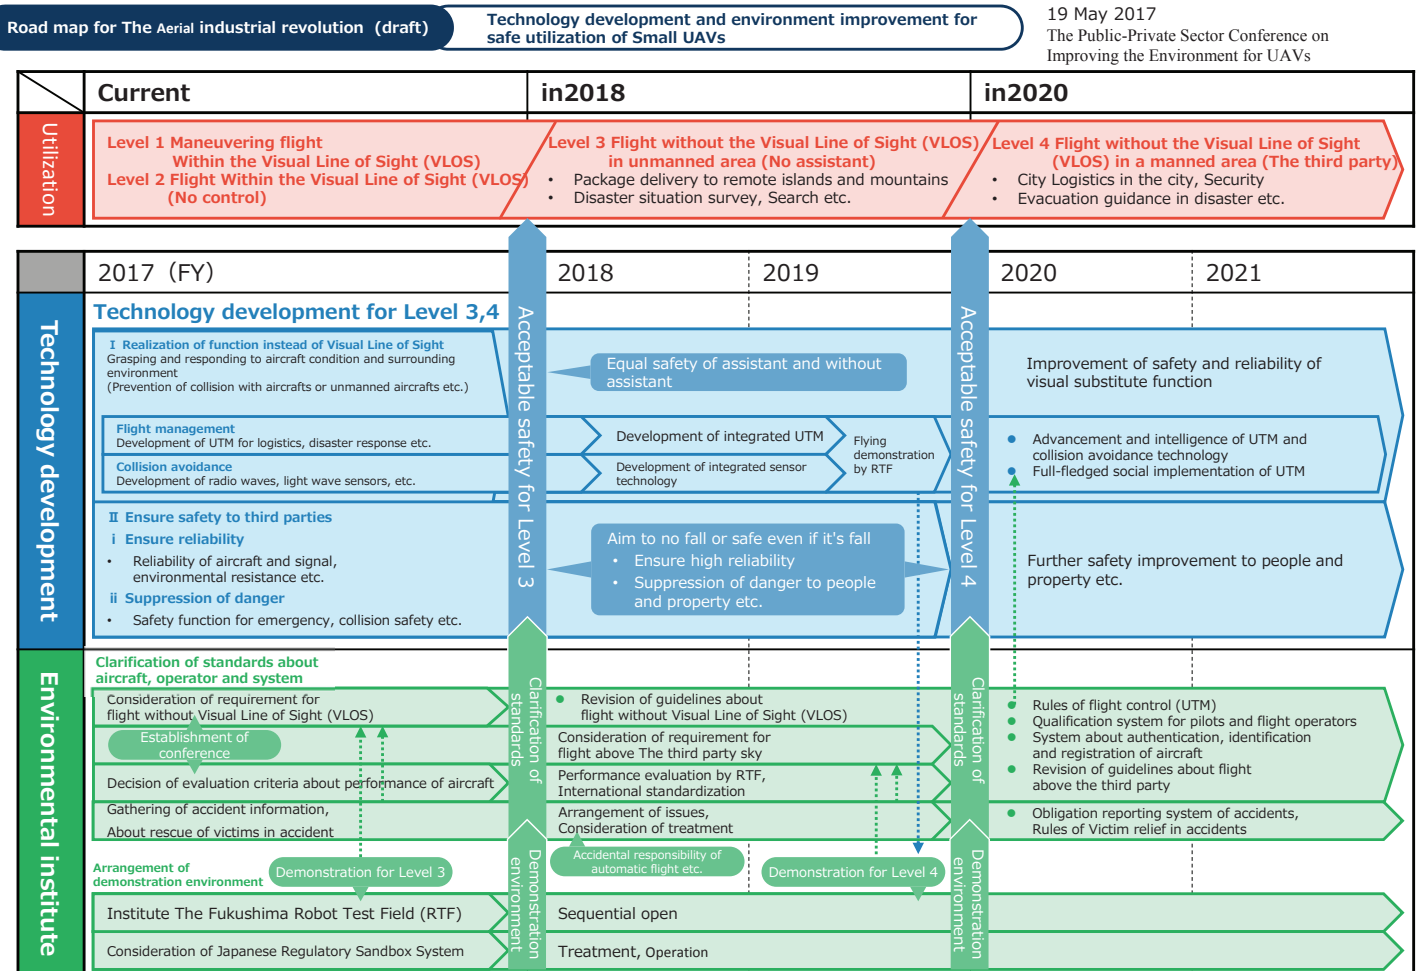 Road map for The Aerial industrial revolution (draft)
Technology development and environment improvement for
safe utilization of Small UAVs
19 May 2017
The Public-Private Sector Conference on
Improving the Environment for UAVs
Current
in2018
in2020
Utilization
Level 1 Maneuvering flight
Within the Visual Line of Sight (VLOS)
Level 2 Flight Within the Visual Line of Sight (VLOS)
(No control)
Level 3 Flight without the Visual Line of Sight (VLOS)
in unmanned area (No assistant)
• Package delivery to remote islands and mountains
• Disaster situation survey, Search etc.
Level 4 Flight without the Visual Line of Sight
(VLOS) in a manned area (The third party)
• City Logistics in the city, Security
• Evacuation guidance in disaster etc.
2017（FY）
2018
2019
2020
2021
Technology development
Technology development for Level 3,4
Ⅰ Realization of function instead of Visual Line of Sight
Grasping and responding to aircraft condition and surrounding
environment
(Prevention of collision with aircrafts or unmanned aircrafts etc.)
Acceptable safety for Level 3
Equal safety of assistant and without
assistant
Acceptable safety for Level 4
Improvement of safety and reliability of
visual substitute function
Flight management
Development of UTM for logistics, disaster response etc.
Development of integrated UTM
Collision avoidance
Development of radio waves, light wave sensors, etc.
Development of integrated sensor
technology
Flying
demonstration
by RTF
● Advancement and intelligence of UTM and
collision avoidance technology
● Full-fledged social implementation of UTM
Ⅱ Ensure safety to third parties
i Ensure reliability
• Reliability of aircraft and signal,
environmental resistance etc.
ii Suppression of danger
• Safety function for emergency, collision safety etc.
Aim to no fall or safe even if it's fall
• Ensure high reliability
• Suppression of danger to people
and property etc.
Further safety improvement to people and
property etc.
Environmental institute
Clarification of standards about
aircraft, operator and system
Consideration of requirement for
flight without Visual Line of Sight (VLOS)
Establishment of
conference
Decision of evaluation criteria about performance of aircraft
Gathering of accident information,
About rescue of victims in accident
Clarification of
standards
● Revision of guidelines about
flight without Visual Line of Sight (VLOS)
Consideration of requirement for
flight above The third party sky
Performance evaluation by RTF,
International standardization
Arrangement of issues,
Consideration of treatment
Accidental responsibility of
automatic flight etc.
Clarification of
standards
● Rules of flight control (UTM)
● Qualification system for pilots and flight operators
● System about authentication, identification
and registration of aircraft
● Revision of guidelines about flight
above the third party
● Obligation reporting system of accidents,
Rules of Victim relief in accidents
Arrangement of
demonstration environment
Demonstration for Level 3
Demonstration
environment
Demonstration for Level 4
Demonstration
environment
Institute The Fukushima Robot Test Field (RTF)
Sequential open
Consideration of Japanese Regulatory Sandbox System
Treatment, Operation